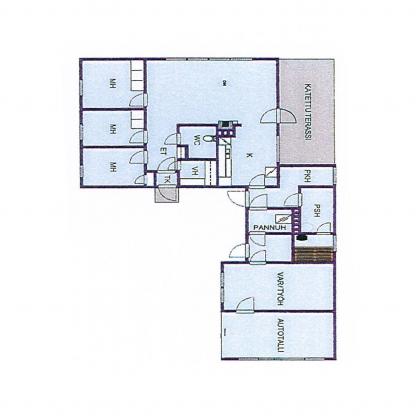 MH
MH
MH
OH
KATETTU TERASSI
WC
ET
K
VH
TK
PKH
PSH
PANNUH
VAR/TYÖH
AUTOTALLI